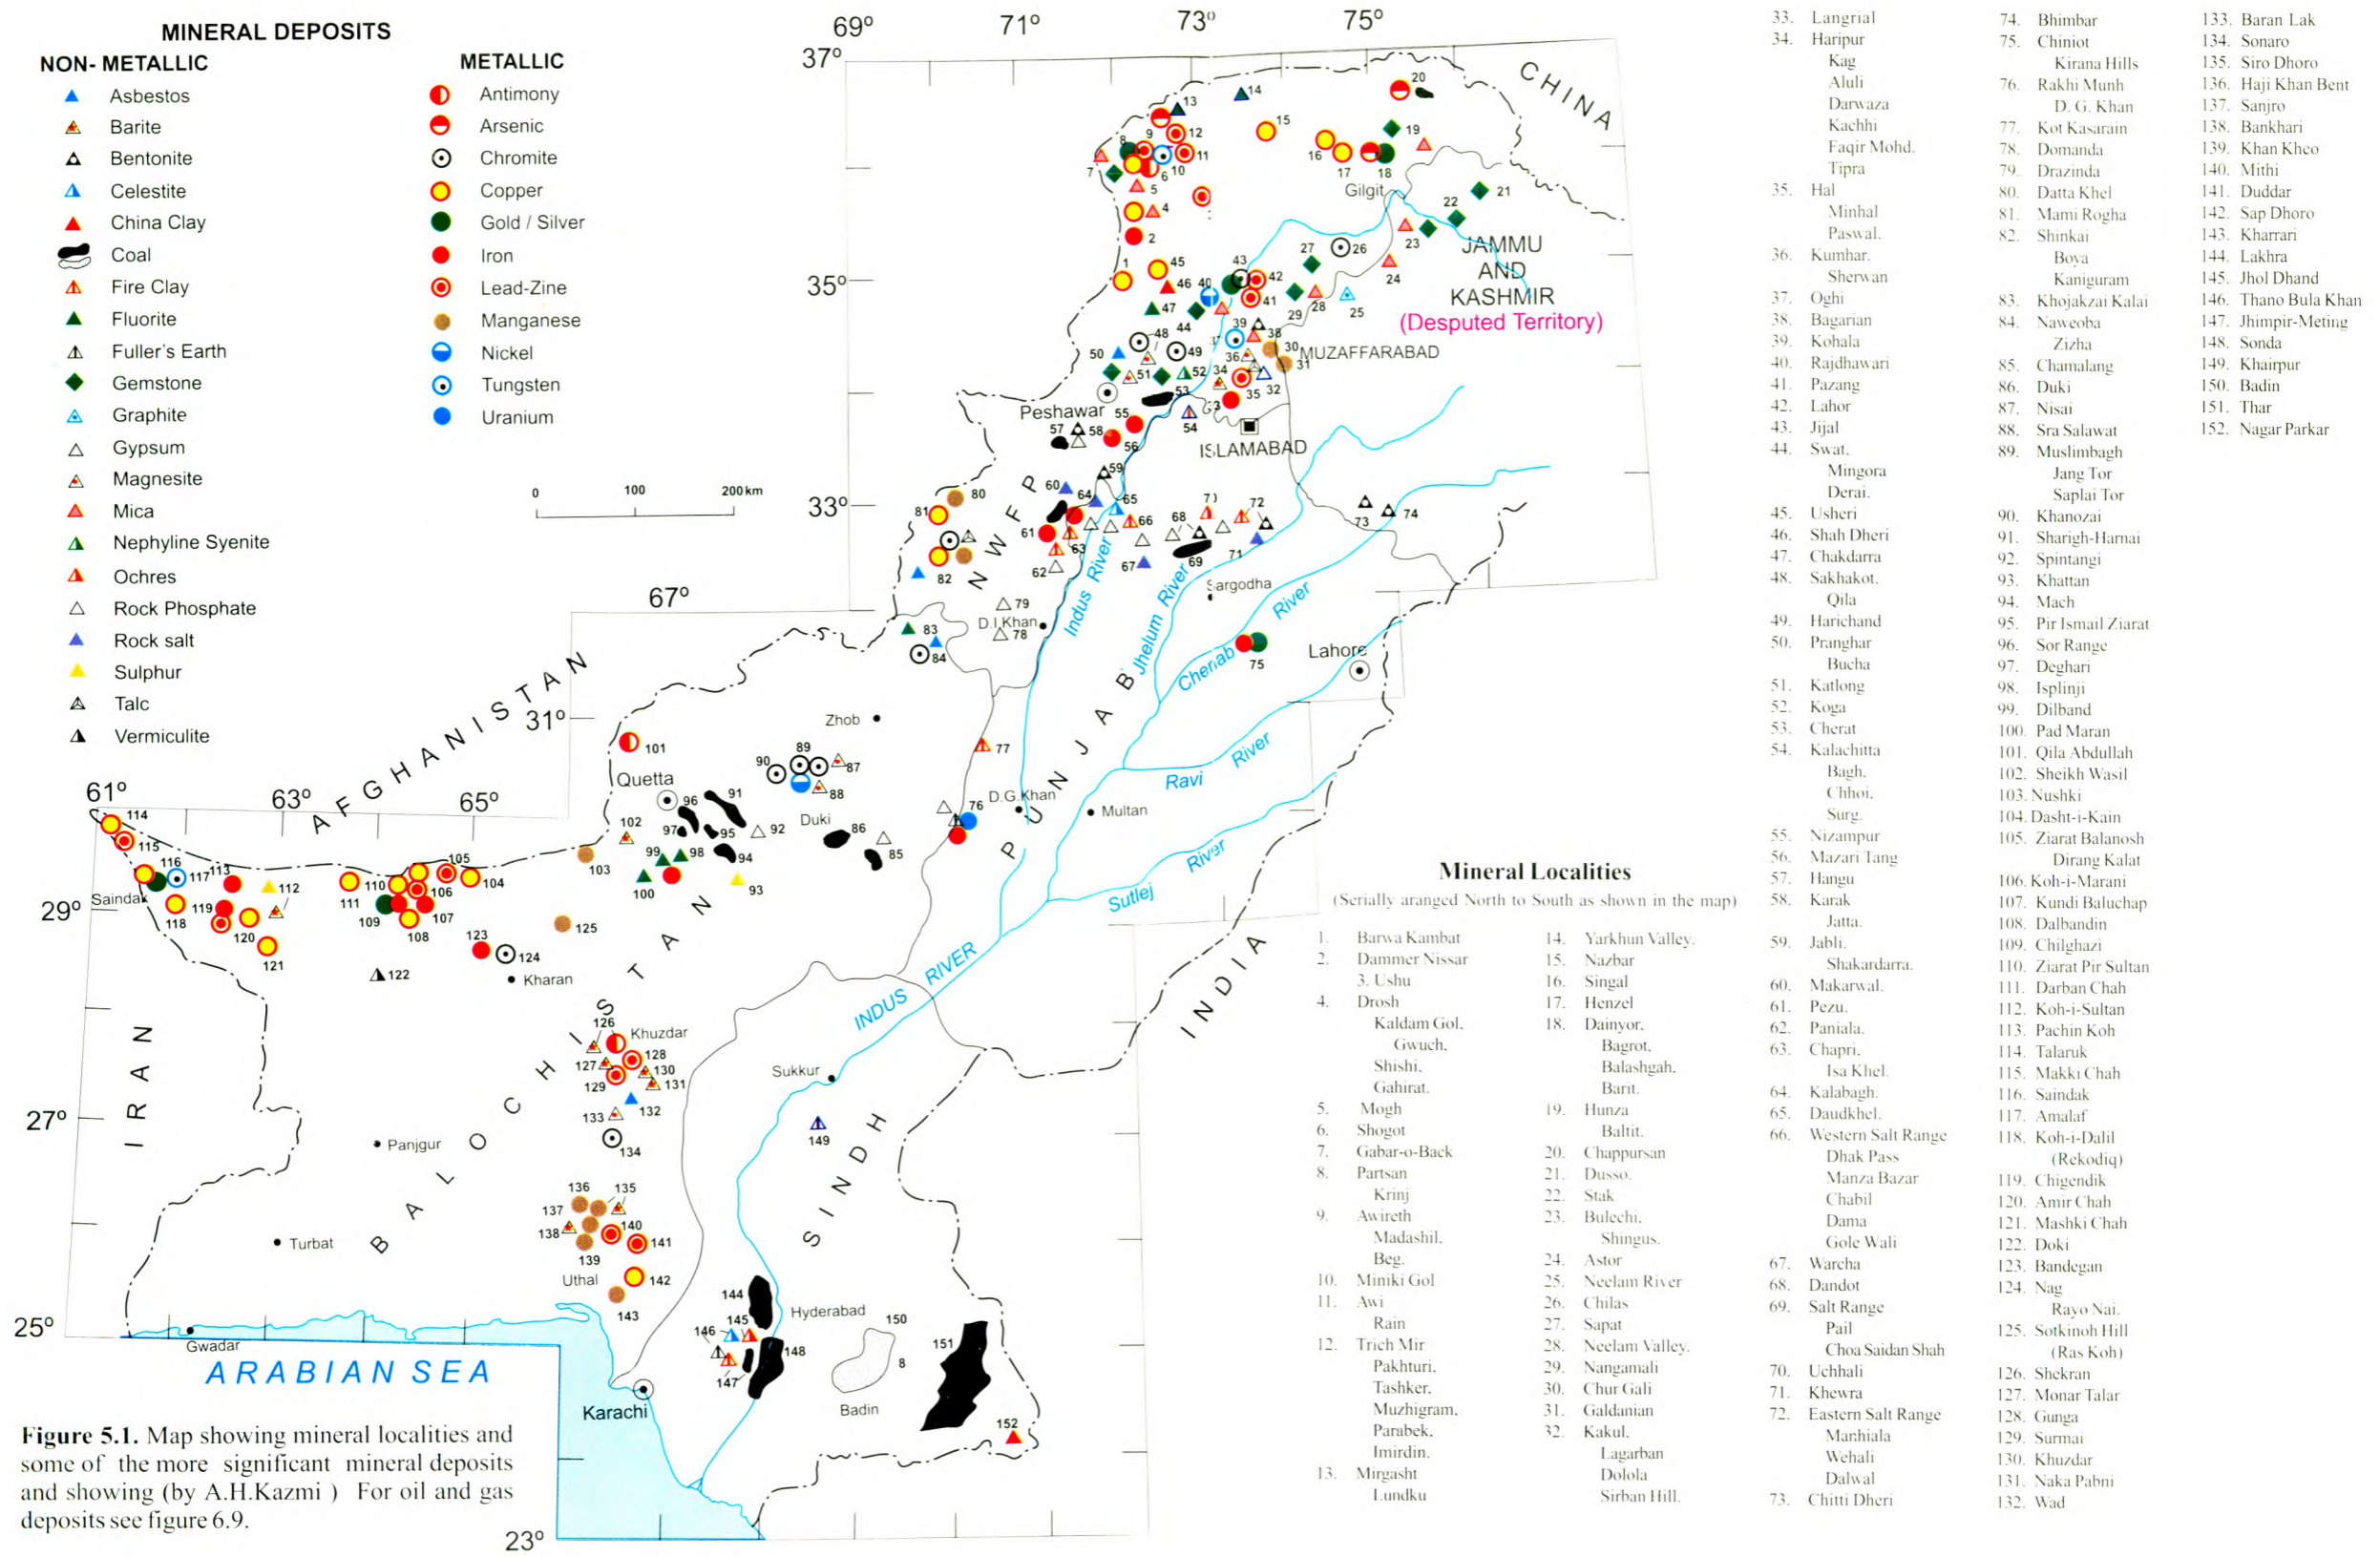 MINERAL DEPOSITS
NON- METALLIC
Asbestos
Barite
Bentonite
Celestite
China Clay
Coal
Fire Clay
Fluorite
Fuller's Earth
Gemstone
Graphite
Gypsum
Magnesite
Mica
Nephyline Syenite
Ochres
Rock Phosphate
Rock salt
Sulphur
Talc
Vermiculite
METALLIC
Antimony
Arsenic
Chromite
Copper
Gold / Silver
Iron
Lead-Zine
Manganese
Nickel
Tungsten
Uranium
0 100 200 km
69º 71º 73º 75º
37º
35º
33º
67º
31º
61º 63º 65º
29º
27º
25º
23º
CHINA
AFGHANISTAN
IRAN
INDIA
NWFP
PUNJAB
BALOCHISTAN
SINDH
JAMMU
AND
KASHMIR
(Desputed Territory)
Gilgit
MUZAFFARABAD
Peshawar
ISLAMABAD
Sargodha
D.I.Khan
Lahore
Zhob
Quetta
Duki
D.G.Khan
Multan
Saindak
Kharan
Khuzdar
Sukkur
Panjgur
Turbat
Uthal
Hyderabad
Gwadar
Badin
Karachi
Indus River
Jhelum River
Chenab River
Ravi River
Sutlej River
INDUS RIVER
ARABIAN SEA
Figure 5.1. Map showing mineral localities and
some of the more significant mineral deposits
and showing (by A.H.Kazmi ) For oil and gas
deposits see figure 6.9.
Mineral Localities
(Serially aranged North to South as shown in the map)
1. Barwa Kambat
2. Dammer Nissar
3. Ushu
4. Drosh
Kaldam Gol.
Gwuch.
Shishi.
Gahirat.
5. Mogh
6. Shogot
7. Gabar-o-Back
8. Partsan
Krinj
9. Awireth
Madashil.
Beg.
10. Miniki Gol
11. Awi
Rain
12. Trich Mir
Pakhturi.
Tashker.
Muzhigram.
Parabek.
Imirdin.
13. Mirgasht
Lundku
14. Yarkhun Valley.
15. Nazbar
16. Singal
17. Henzel
18. Dainyor.
Bagrot.
Balashgah.
Barit.
19. Hunza
Baltit.
20. Chappursan
21. Dusso.
22. Stak
23. Bulechi.
Shingus.
24. Astor
25. Neelam River
26. Chilas
27. Sapat
28. Neelam Valley.
29. Nangamali
30. Chur Gali
31. Galdanian
32. Kakul.
Lagarban
Dolola
Sirban Hill.
33. Langrial
34. Haripur
Kag
Aluli
Darwaza
Kachhi
Faqir Mohd.
Tipra
35. Hal
Minhal
Paswal.
36. Kumhar.
Sherwan
37. Oghi
38. Bagarian
39. Kohala
40. Rajdhawari
41. Pazang
42. Lahor
43. Jijal
44. Swat.
Mingora
Derai.
45. Usheri
46. Shah Dheri
47. Chakdarra
48. Sakhakot.
Qila
49. Harichand
50. Pranghar
Bucha
51. Katlong
52. Koga
53. Cherat
54. Kalachitta
Bagh.
Chhoi.
Surg.
55. Nizampur
56. Mazari Tang
57. Hangu
58. Karak
Jatta.
59. Jabli.
Shakardarra.
60. Makarwal.
61. Pezu.
62. Paniala.
63. Chapri.
Isa Khel.
64. Kalabagh.
65. Daudkhel.
66. Western Salt Range
Dhak Pass
Manza Bazar
Chabil
Dama
Gole Wali
67. Warcha
68. Dandot
69. Salt Range
Pail
Choa Saidan Shah
70. Uchhali
71. Khewra
72. Eastern Salt Range
Manhiala
Wehali
Dalwal
73. Chitti Dheri
74. Bhimbar
75. Chiniot
Kirana Hills
76. Rakhi Munh
D. G. Khan
77. Kot Kasarain
78. Domanda
79. Drazinda
80. Datta Khel
81. Mami Rogha
82. Shinkai
Boya
Kaniguram
83. Khojakzai Kalai
84. Naweoba
Zizha
85. Chamalang
86. Duki
87. Nisai
88. Sra Salawat
89. Muslimbagh
Jang Tor
Saplai Tor
90. Khanozai
91. Sharigh-Harnai
92. Spintangi
93. Khattan
94. Mach
95. Pir Ismail Ziarat
96. Sor Range
97. Deghari
98. Isplinji
99. Dilband
100. Pad Maran
101. Qila Abdullah
102. Sheikh Wasil
103. Nushki
104. Dasht-i-Kain
105. Ziarat Balanosh
Dirang Kalat
106. Koh-i-Marani
107. Kundi Baluchap
108. Dalbandin
109. Chilghazi
110. Ziarat Pir Sultan
111. Darban Chah
112. Koh-i-Sultan
113. Pachin Koh
114. Talaruk
115. Makki Chah
116. Saindak
117. Amalaf
118. Koh-i-Dalil
(Rekodiq)
119. Chigendik
120. Amir Chah
121. Mashki Chah
122. Doki
123. Bandegan
124. Nag
Rayo Nai.
125. Sotkinoh Hill
(Ras Koh)
126. Shekran
127. Monar Talar
128. Gunga
129. Surmai
130. Khuzdar
131. Naka Pabni
132. Wad
133. Baran Lak
134. Sonaro
135. Siro Dhoro
136. Haji Khan Bent
137. Sanjro
138. Bankhari
139. Khan Khco
140. Mithi
141. Duddar
142. Sap Dhoro
143. Kharrari
144. Lakhra
145. Jhol Dhand
146. Thano Bula Khan
147. Jhimpir-Meting
148. Sonda
149. Khairpur
150. Badin
151. Thar
152. Nagar Parkar